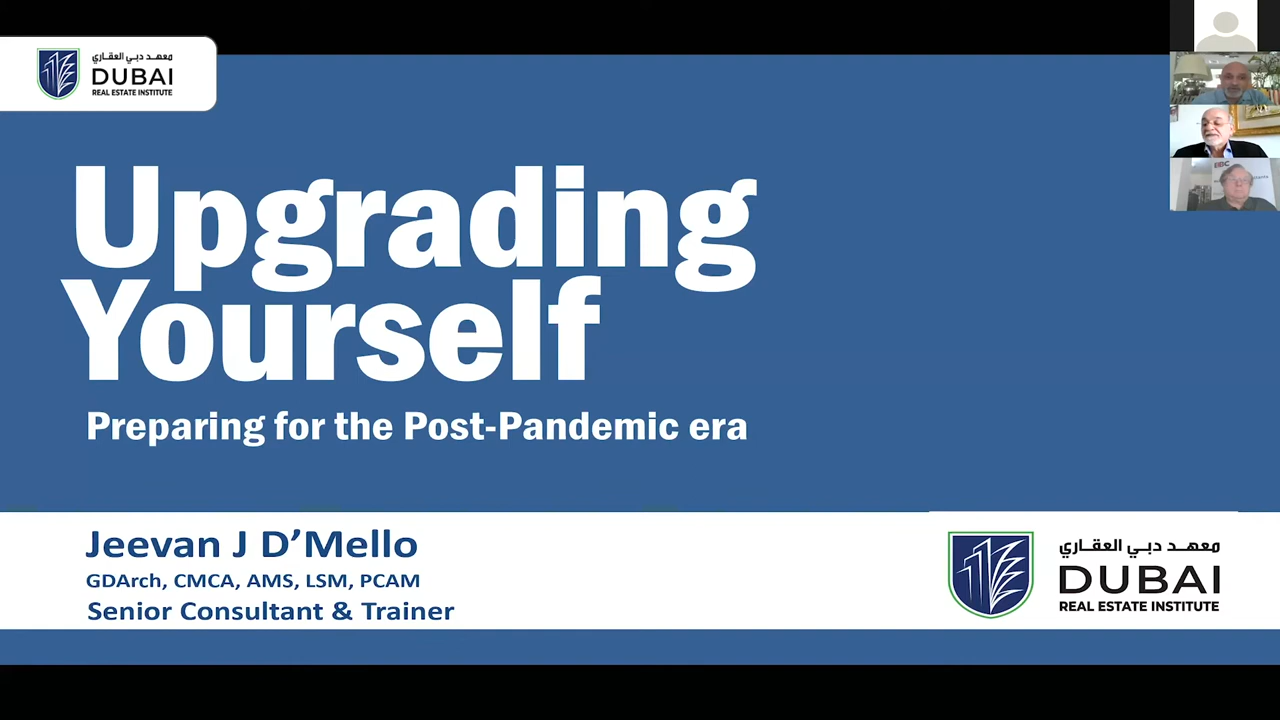 معهد دبي العقاري
DUBAI
REAL ESTATE INSTITUTE
EBC
Upgrading
Yourself
Preparing for the Post-Pandemic era
Jeevan J D’Mello
GDArch, CMCA, AMS, LSM, PCAM
Senior Consultant & Trainer
معهد دبي العقاري
DUBAI
REAL ESTATE INSTITUTE